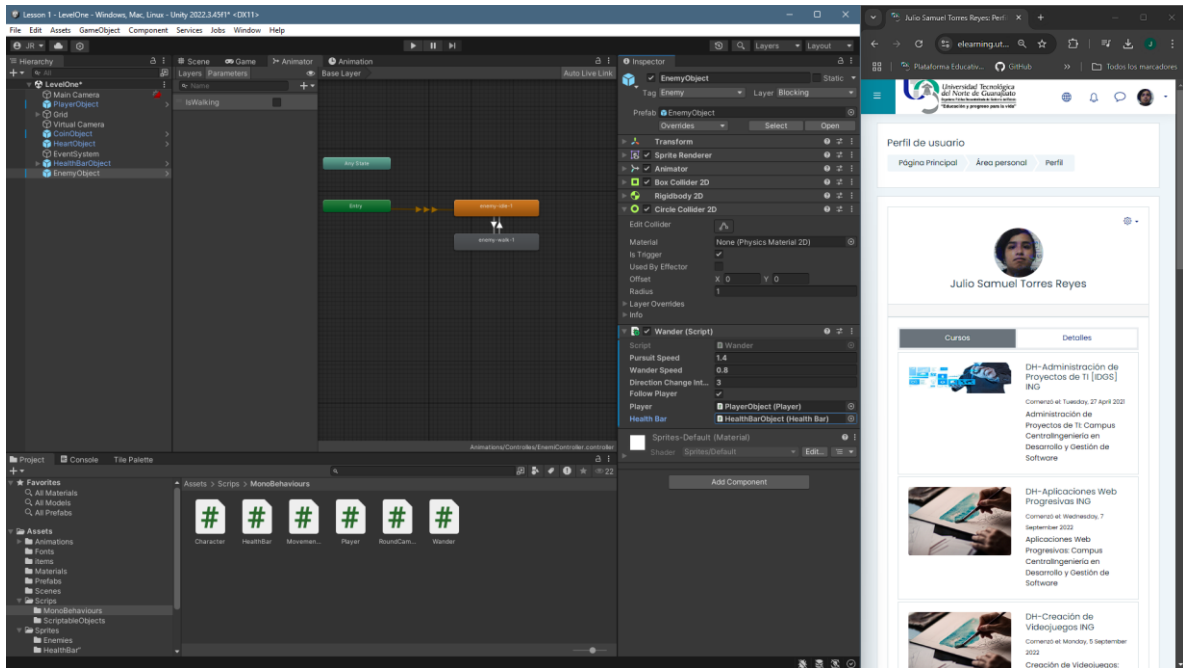 Lesson 1 - LevelOne - Windows, Mac, Linux - Unity 2022.3.45f1* <DX11>
File Edit Assets GameObject Component Services Jobs Window Help
JR
Layers Layout
Hierarchy
All
LevelOne*
Main Camera
PlayerObject
Grid
Virtual Camera
CoinObject
HeartObject
EventSystem
HealthBarObject
EnemyObject
Scene Game Animator Animation
Layers Parameters Base Layer Auto Live Link
Name
IsWalking
Any State
Entry
enemy-idle-1
enemy-walk-1
Animations/Controlles/EnemiController.controller
Inspector
EnemyObject Static
Tag Enemy Layer Blocking
Prefab EnemyObject
Overrides Select Open
Transform
Sprite Renderer
Animator
Box Collider 2D
Rigidbody 2D
Circle Collider 2D
Edit Collider
Material None (Physics Material 2D)
Is Trigger
Used By Effector
Offset X 0 Y 0
Radius 1
Layer Overrides
Info
Wander (Script)
Script Wander
Pursuit Speed 1.4
Wander Speed 0.8
Direction Change Int... 3
Follow Player
Player PlayerObject (Player)
Health Bar HealthBarObject (Health Bar)
Sprites-Default (Material)
Shader Sprites/Default Edit...
Add Component
Project Console Tile Palette
22
Favorites
All Materials
All Models
All Prefabs
Assets
Animations
Fonts
Items
Materials
Prefabs
Scenes
Scrips
MonoBehaviours
ScriptableObjects
Sprites
Enemies
HealthBar"
Assets > Scrips > MonoBehaviours
Character HealthBar Movemen... Player RoundCam... Wander
Julio Samuel Torres Reyes: Perf
elearning.ut...
J
Plataforma Educativ... GitHub Todos los marcadores
Universidad Tecnológica
del Norte de Guanajuato
"Educación y progreso para la vida"
Perfil de usuario
Página Principal Área personal Perfil
Julio Samuel Torres Reyes
Cursos Detalles
DH-Administración de
Proyectos de TI [IDGS]
ING
Comenzó el: Tuesday, 27 April 2021
Administración de
Proyectos de TI: Campus
CentralIngeniería en
Desarrollo y Gestión de
Software
DH-Aplicaciones Web
Progresivas ING
Comenzó el: Wednesday, 7
September 2022
Aplicaciones Web
Progresivas: Campus
CentralIngeniería en
Desarrollo y Gestión de
Software
DH-Creación de
Videojuegos ING
Comenzó el: Monday, 5 September
2022
Creación de Videojuegos: